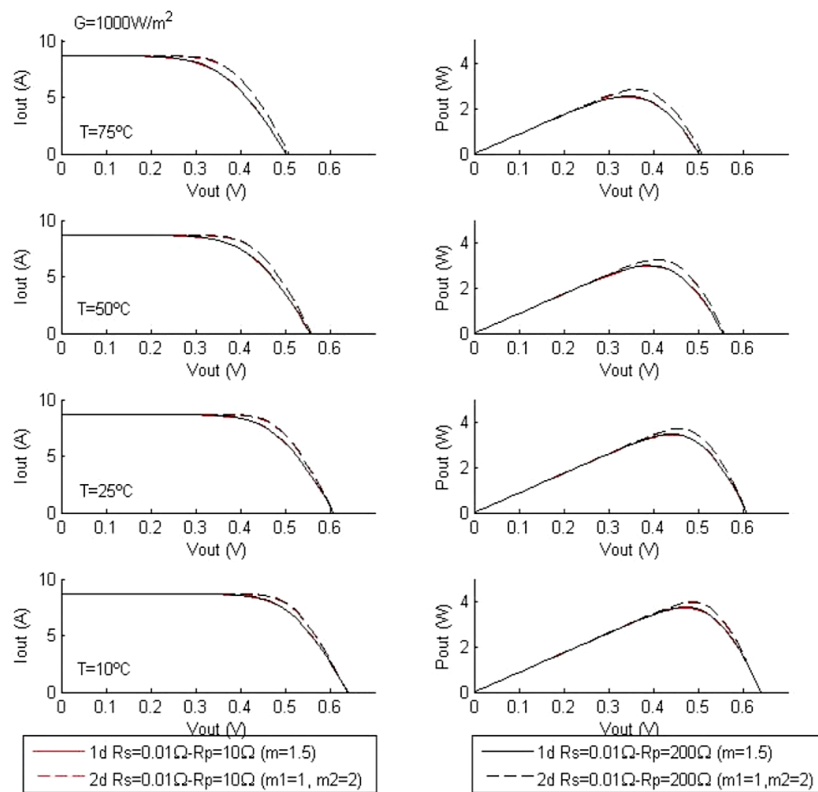 G=1000W/m²
10
5
0
Iout (A)
T=75ºC
0 0.1 0.2 0.3 0.4 0.5 0.6
Vout (V)
4
2
0
Pout (W)
0 0.1 0.2 0.3 0.4 0.5 0.6
Vout (V)
10
5
0
Iout (A)
T=50ºC
0 0.1 0.2 0.3 0.4 0.5 0.6
Vout (V)
4
2
0
Pout (W)
0 0.1 0.2 0.3 0.4 0.5 0.6
Vout (V)
10
5
0
Iout (A)
T=25ºC
0 0.1 0.2 0.3 0.4 0.5 0.6
Vout (V)
4
2
0
Pout (W)
0 0.1 0.2 0.3 0.4 0.5 0.6
Vout (V)
10
5
0
Iout (A)
T=10ºC
0 0.1 0.2 0.3 0.4 0.5 0.6
Vout (V)
4
2
0
Pout (W)
0 0.1 0.2 0.3 0.4 0.5 0.6
Vout (V)
1d Rs=0.01Ω-Rp=10Ω (m=1.5)
2d Rs=0.01Ω-Rp=10Ω (m1=1, m2=2)
1d Rs=0.01Ω-Rp=200Ω (m=1.5)
2d Rs=0.01Ω-Rp=200Ω (m1=1,m2=2)